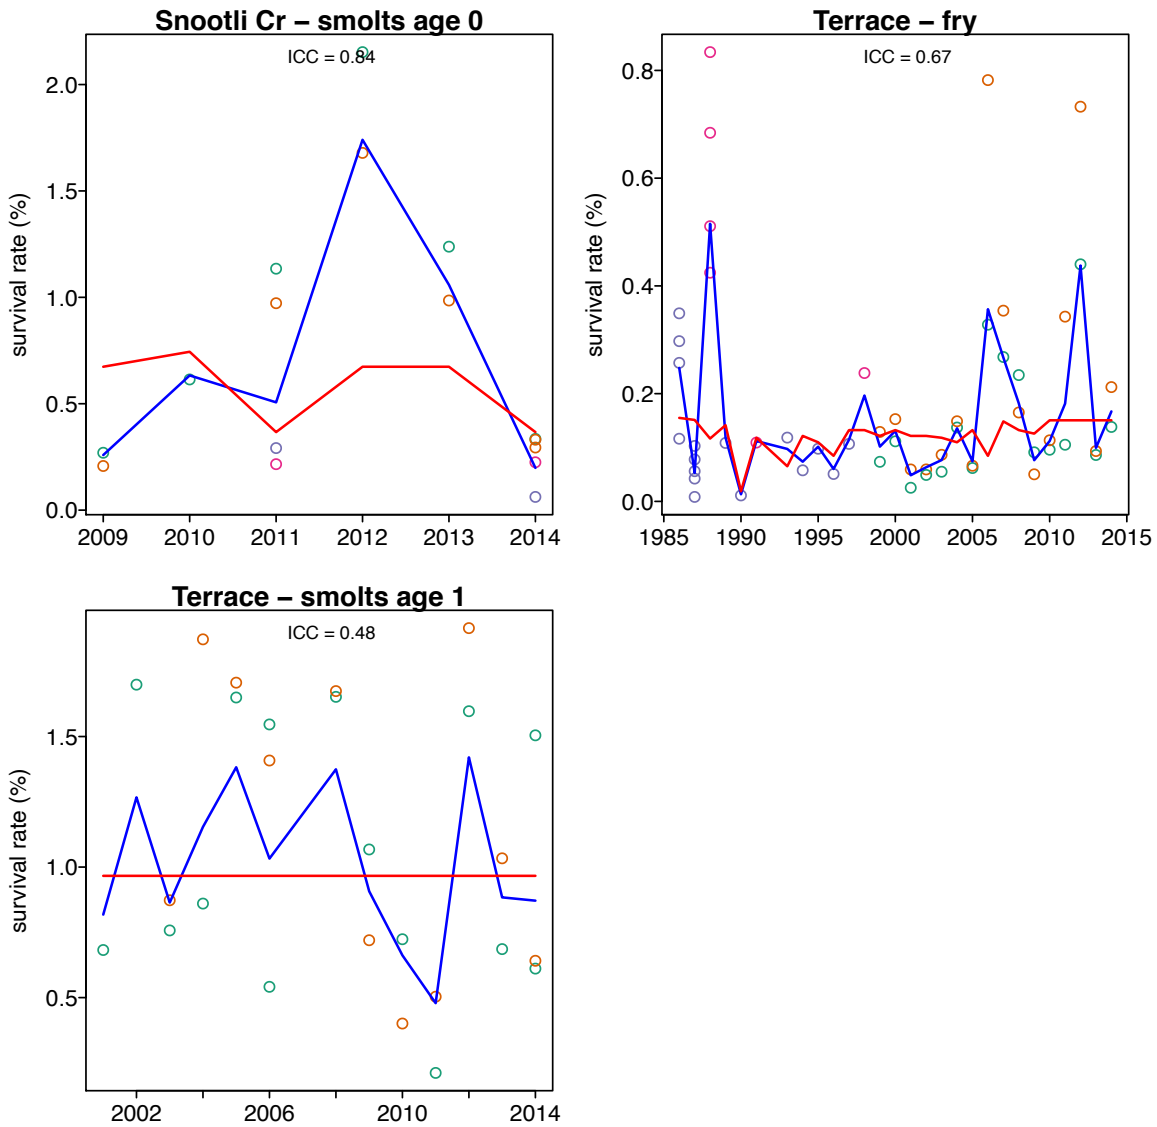 Snootli Cr – smolts age 0
ICC = 0.84
survival rate (%)
2.0
1.5
1.0
0.5
0.0
2009 2010 2011 2012 2013 2014
Terrace – fry
ICC = 0.67
survival rate (%)
0.8
0.6
0.4
0.2
0.0
1985 1990 1995 2000 2005 2010 2015
Terrace – smolts age 1
ICC = 0.48
survival rate (%)
1.5
1.0
0.5
2002 2006 2010 2014